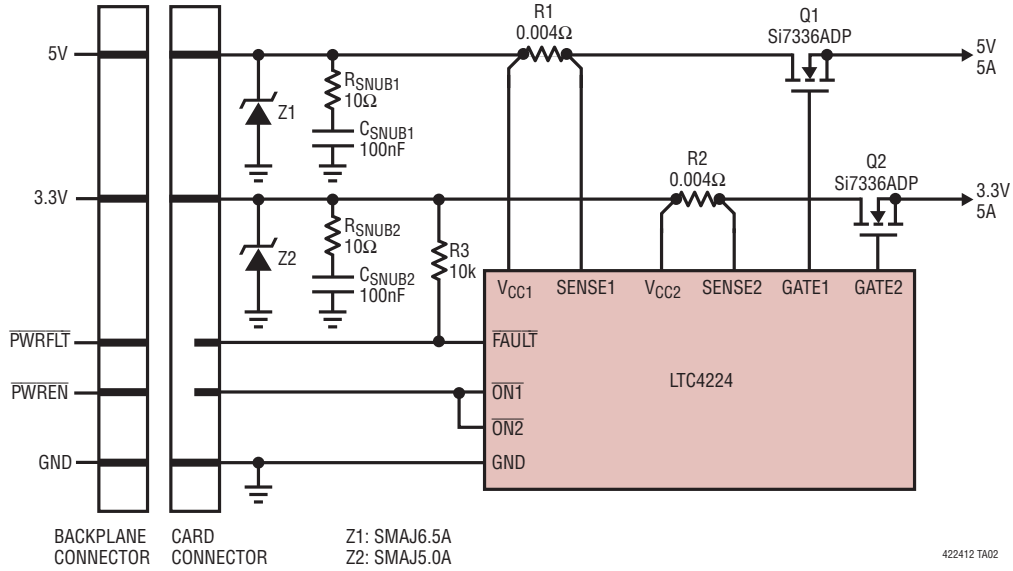 R1
0.004Ω
Q1
Si7336ADP
5V
5V
5A
RSNUB1
10Ω
Z1
CSNUB1
100nF
R2
0.004Ω
Q2
Si7336ADP
3.3V
3.3V
5A
RSNUB2
10Ω
Z2
R3
10k
CSNUB2
100nF
VCC1 SENSE1 VCC2 SENSE2 GATE1 GATE2
PWRFLT
FAULT
LTC4224
PWREN
ON1
ON2
GND
GND
BACKPLANE CONNECTOR
CARD CONNECTOR
Z1: SMAJ6.5A
Z2: SMAJ5.0A
422412 TA02